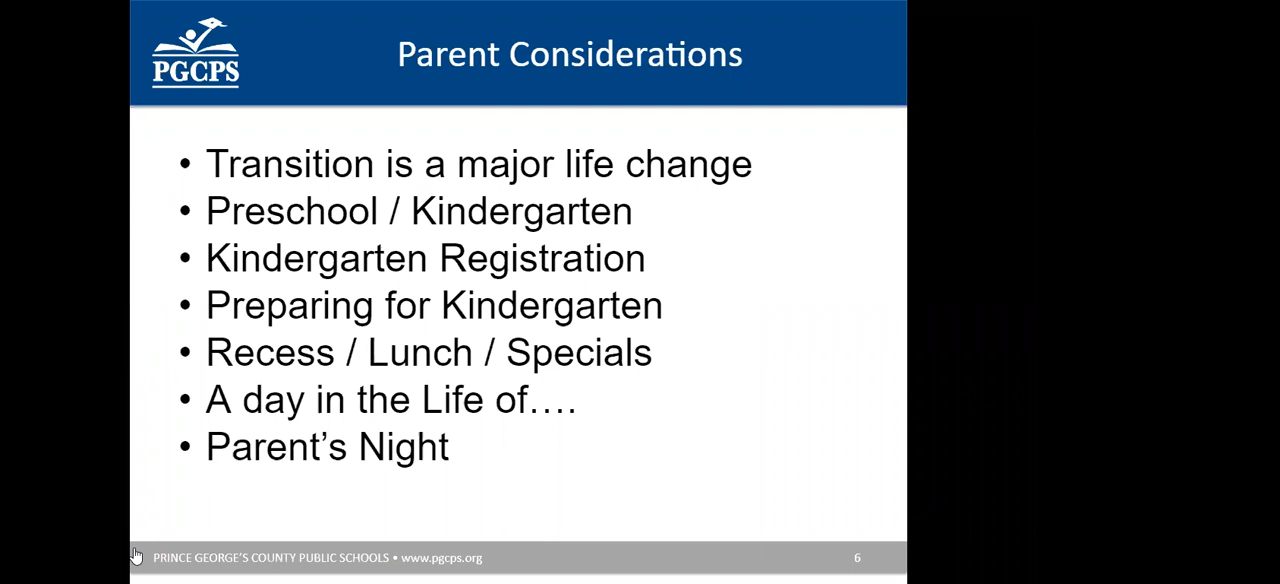 PGCPS
Parent Considerations
• Transition is a major life change
• Preschool / Kindergarten
• Kindergarten Registration
• Preparing for Kindergarten
• Recess / Lunch / Specials
• A day in the Life of….
• Parent’s Night
PRINCE GEORGE’S COUNTY PUBLIC SCHOOLS • www.pgcps.org 6